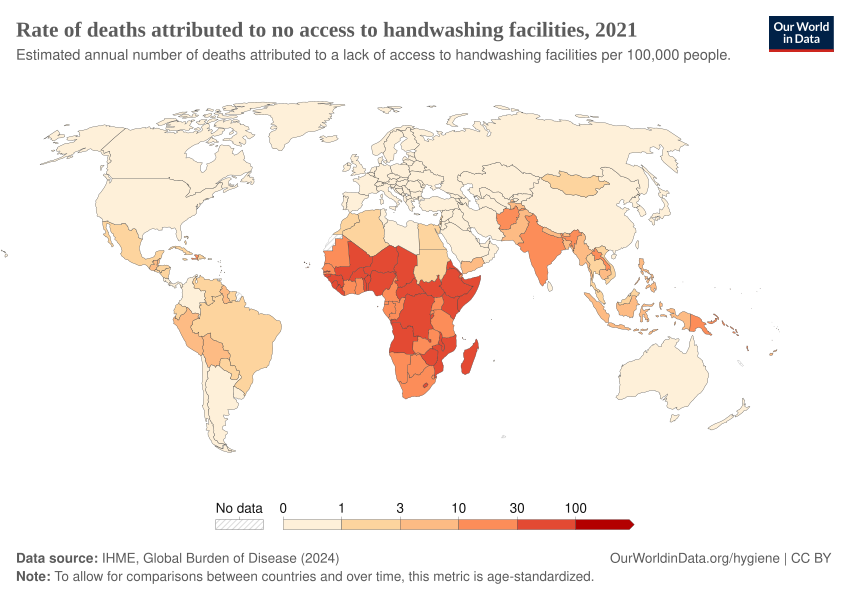 Rate of deaths attributed to no access to handwashing facilities, 2021
Our World
in Data
Estimated annual number of deaths attributed to a lack of access to handwashing facilities per 100,000 people.
No data 0 1 3 10 30 100
Data source: IHME, Global Burden of Disease (2024)
OurWorldinData.org/hygiene | CC BY
Note: To allow for comparisons between countries and over time, this metric is age-standardized.